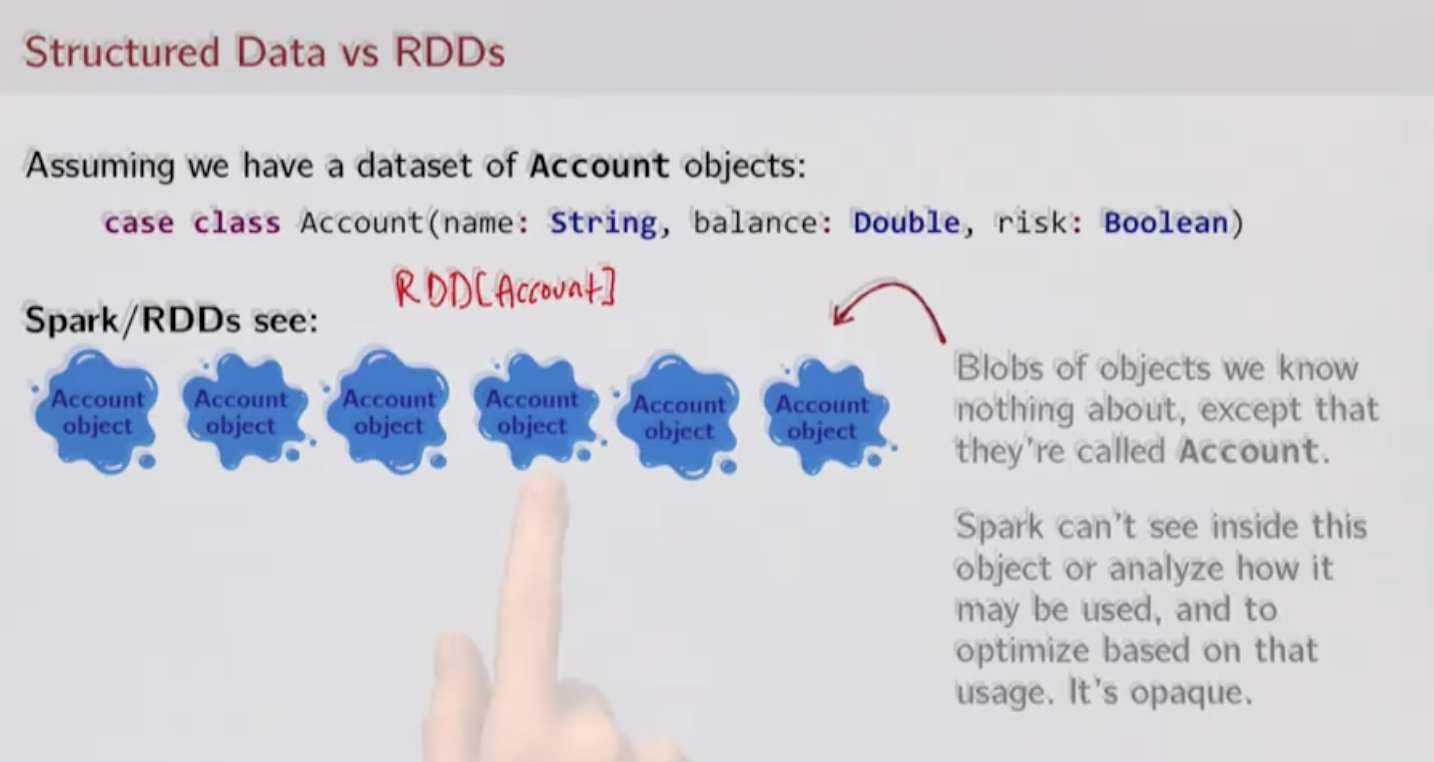 Structured Data vs RDDs
Assuming we have a dataset of Account objects:
case class Account(name: String, balance: Double, risk: Boolean)
RDD[Account]
Spark/RDDs see:
Account
object
Account
object
Account
object
Account
object
Account
object
Account
object
Blobs of objects we know
nothing about, except that
they're called Account.
Spark can't see inside this
object or analyze how it
may be used, and to
optimize based on that
usage. It's opaque.